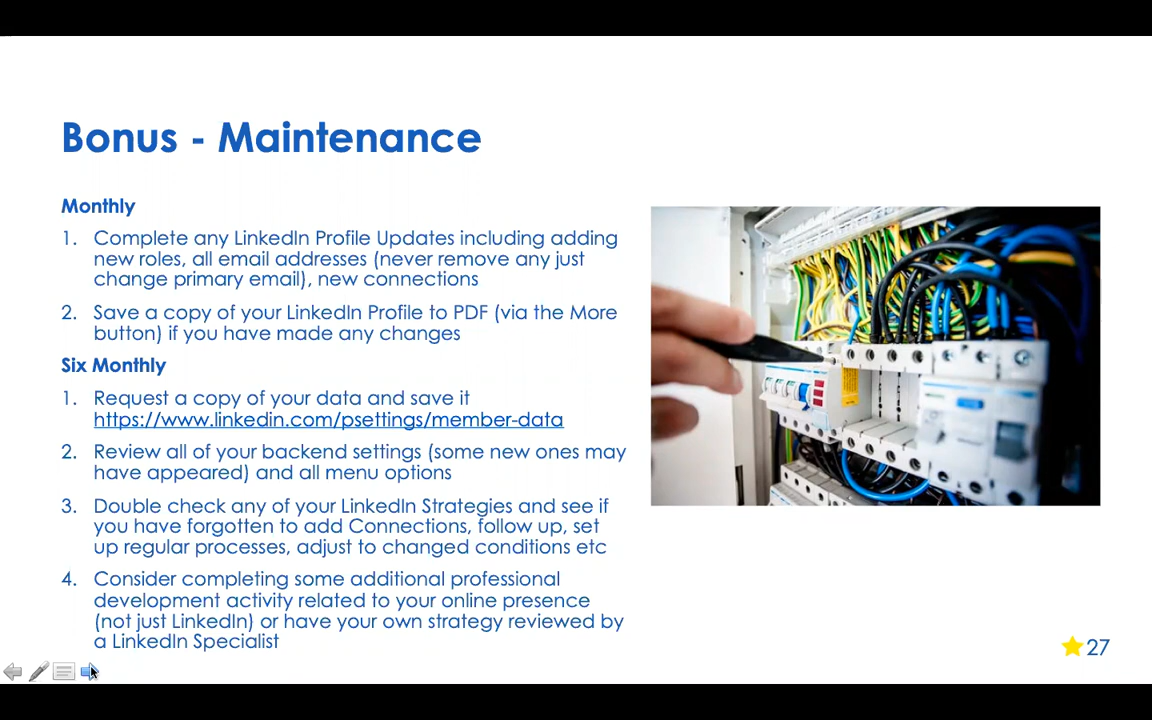 Bonus - Maintenance
Monthly
1. Complete any LinkedIn Profile Updates including adding
new roles, all email addresses (never remove any just
change primary email), new connections
2. Save a copy of your LinkedIn Profile to PDF (via the More
button) if you have made any changes
Six Monthly
1. Request a copy of your data and save it
https://www.linkedin.com/psettings/member-data
2. Review all of your backend settings (some new ones may
have appeared) and all menu options
3. Double check any of your LinkedIn Strategies and see if
you have forgotten to add Connections, follow up, set
up regular processes, adjust to changed conditions etc
4. Consider completing some additional professional
development activity related to your online presence
(not just LinkedIn) or have your own strategy reviewed by
a LinkedIn Specialist
27